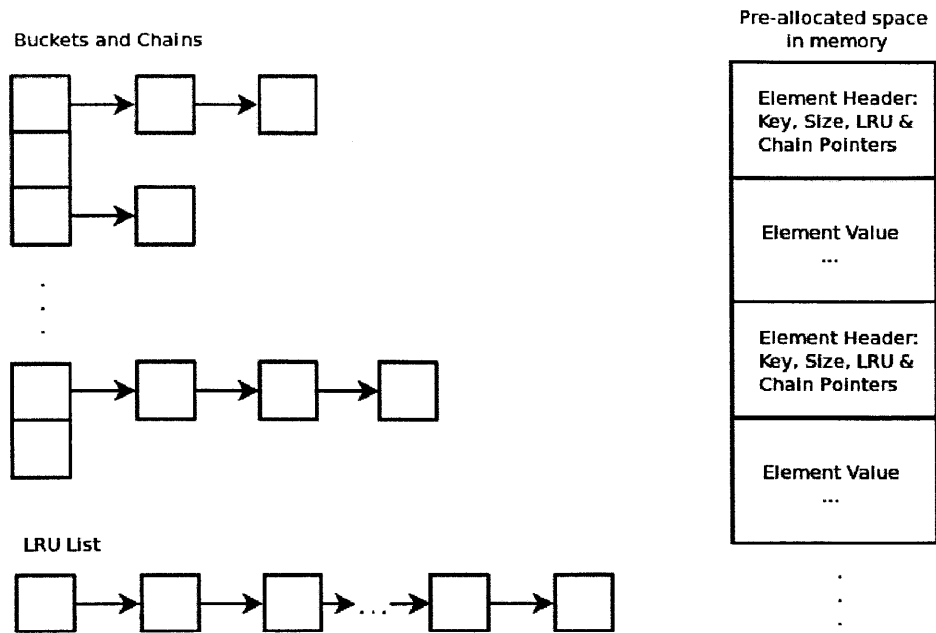 Buckets and Chains
Pre-allocated space
in memory
Element Header:
Key, Size, LRU &
Chain Pointers
Element Value
...
Element Header:
Key, Size, LRU &
Chain Pointers
Element Value
...
LRU List
...